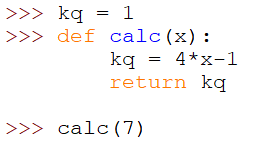 >>> kq = 1
>>> def calc(x):
        kq = 4*x-1
        return kq

>>> calc(7)